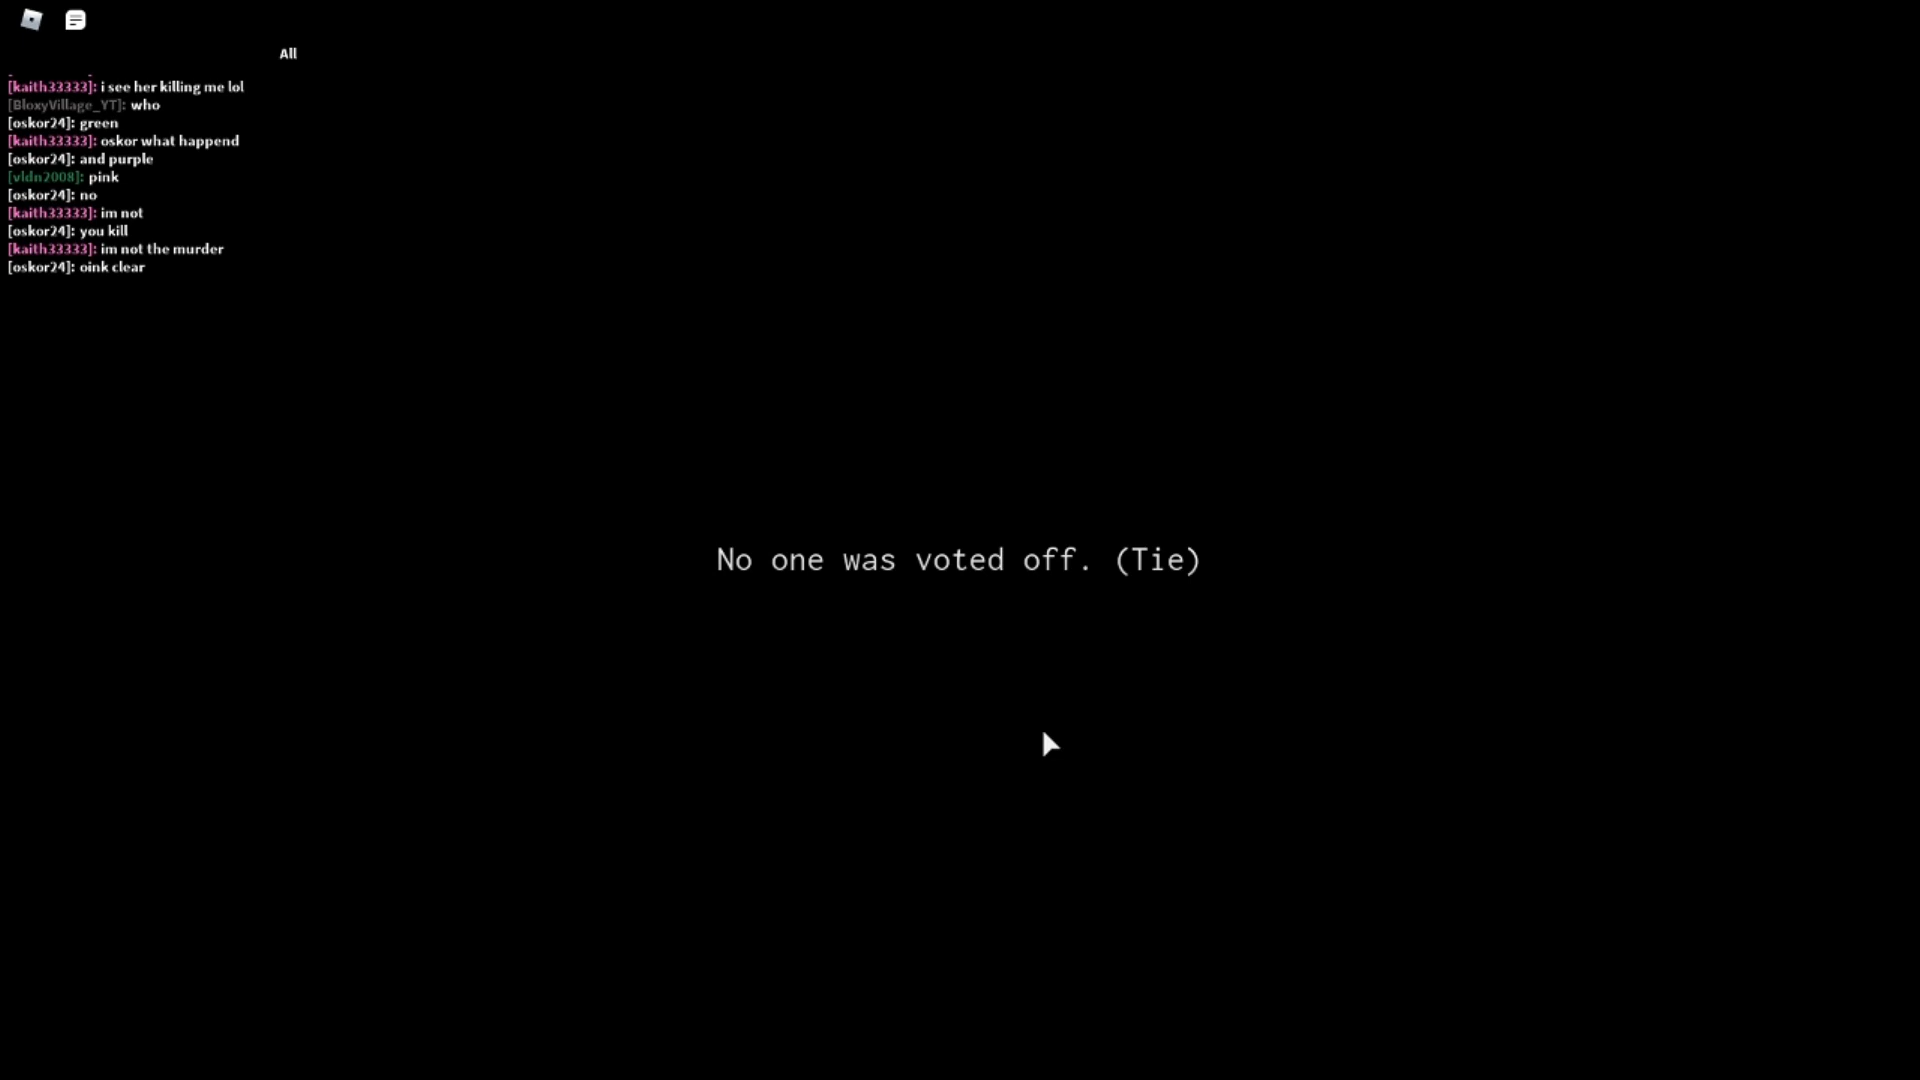 All
[kaith33333]: i see her killing me lol
[BloxyVillage_YT]: who
[oskor24]: green
[kaith33333]: oskor what happend
[oskor24]: and purple
[vldn2008]: pink
[oskor24]: no
[kaith33333]: im not
[oskor24]: you kill
[kaith33333]: im not the murder
[oskor24]: oink clear
No one was voted off. (Tie)